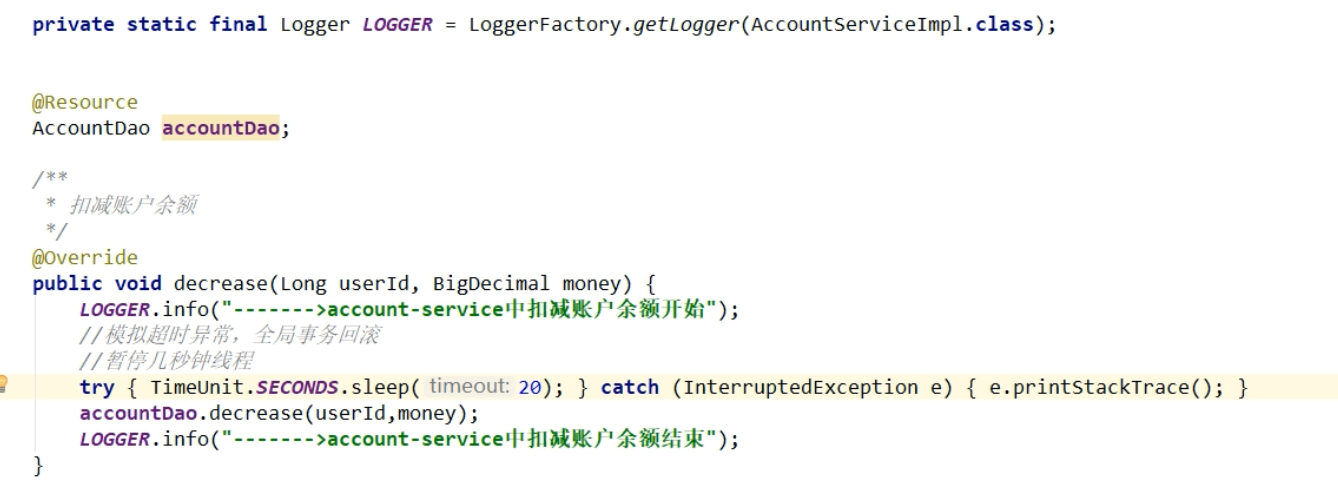 private static final Logger LOGGER = LoggerFactory.getLogger(AccountServiceImpl.class);
@Resource
AccountDao accountDao;
/**
* 扣减账户余额
*/
@Override
public void decrease(Long userId, BigDecimal money) {
LOGGER.info("------->account-service中扣减账户余额开始");
//模拟超时异常，全局事务回滚
//暂停几秒钟线程
try { TimeUnit.SECONDS.sleep( timeout: 20); } catch (InterruptedException e) { e.printStackTrace(); }
accountDao.decrease(userId,money);
LOGGER.info("------->account-service中扣减账户余额结束");
}